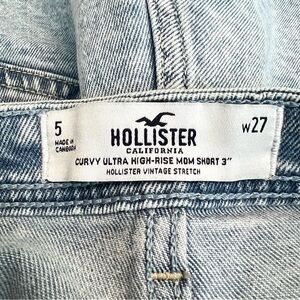 5
MADE IN
CAMBODIA
HOLLISTER
CALIFORNIA
W27
CURVY ULTRA HIGH-RISE MOM SHORT 3"
HOLLISTER VINTAGE STRETCH